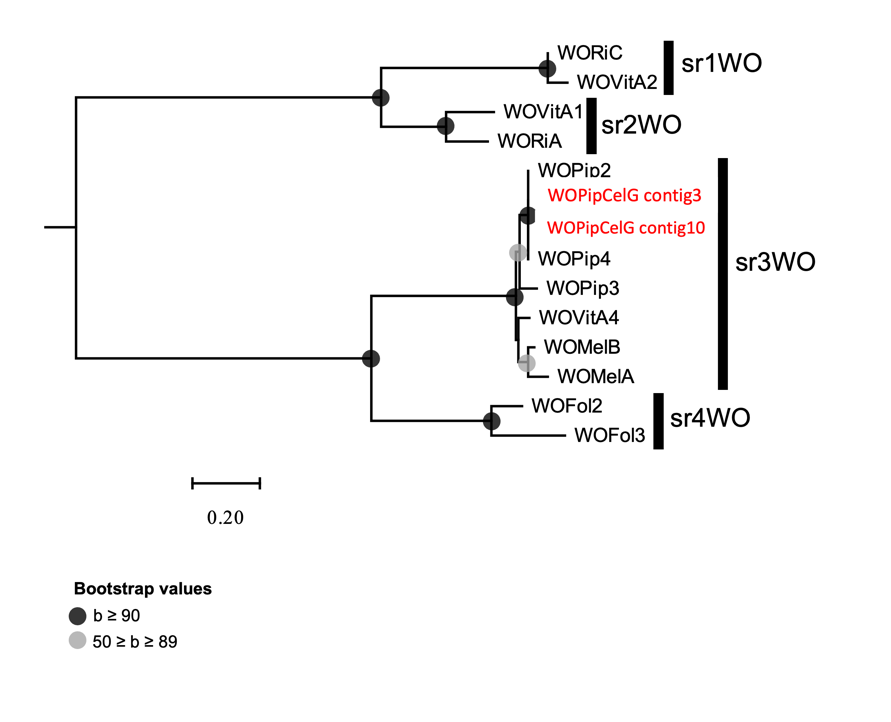 WORiC
WOVitA2
sr1WO
WOVitA1
WORiA
sr2WO
WOPip2
WOPipCelG contig3
WOPipCelG contig10
WOPip4
WOPip3
WOVitA4
WOMelB
WOMelA
sr3WO
WOFol2
WOFol3
sr4WO
0.20
Bootstrap values
b ≥ 90
50 ≥ b ≥ 89